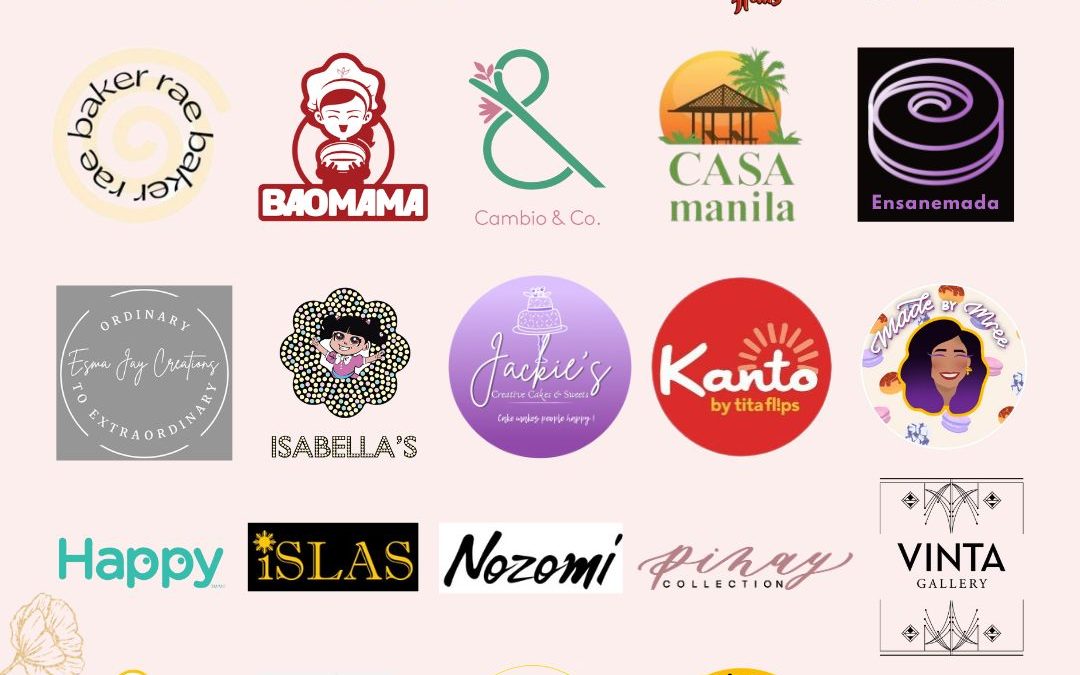 baker rae baker rae
BAOMAMA
Cambio & Co.
CASA
manila
Ensanemada
ORDINARY
Esma Jay Creations
TO EXTRAORDINARY
ISABELLA'S
Jackie's
Creative Cakes & Sweets
Cake makes people happy!
Kanto
by tita fl!ps
Made BY Mree
Happy
iSLAS
Nozomi
pinay
COLLECTION
VINTA
GALLERY